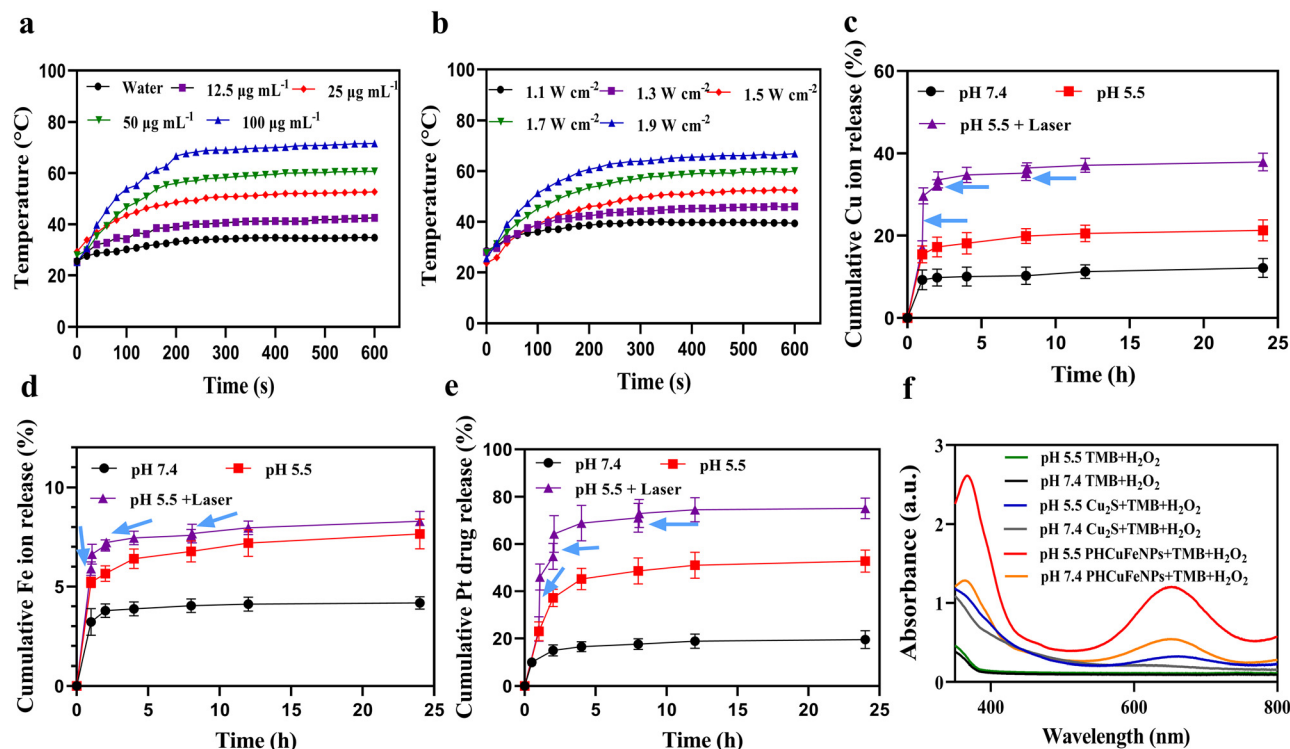 a
Temperature (°C)
100
80
60
40
20
0
Water 12.5 µg mL⁻¹ 25 µg mL⁻¹
50 µg mL⁻¹ 100 µg mL⁻¹
0 100 200 300 400 500 600
Time (s)
b
Temperature (°C)
100
80
60
40
20
0
1.1 W cm⁻² 1.3 W cm⁻² 1.5 W cm⁻²
1.7 W cm⁻² 1.9 W cm⁻²
0 100 200 300 400 500 600
Time (s)
c
Cumulative Cu ion release (%)
60
40
20
0
pH 7.4 pH 5.5
pH 5.5 + Laser
0 5 10 15 20 25
Time (h)
d
Cumulative Fe ion release (%)
10
5
0
pH 7.4 pH 5.5
pH 5.5 +Laser
0 5 10 15 20 25
Time (h)
e
Cumulative Pt drug release (%)
100
80
60
40
20
0
pH 7.4 pH 5.5
pH 5.5 + Laser
0 5 10 15 20 25
Time (h)
f
Absorbance (a.u.)
3
2
1
0
pH 5.5 TMB+H₂O₂
pH 7.4 TMB+H₂O₂
pH 5.5 Cu₂S+TMB+H₂O₂
pH 7.4 Cu₂S+TMB+H₂O₂
pH 5.5 PHCuFeNPs+TMB+H₂O₂
pH 7.4 PHCuFeNPs+TMB+H₂O₂
400 600 800
Wavelength (nm)